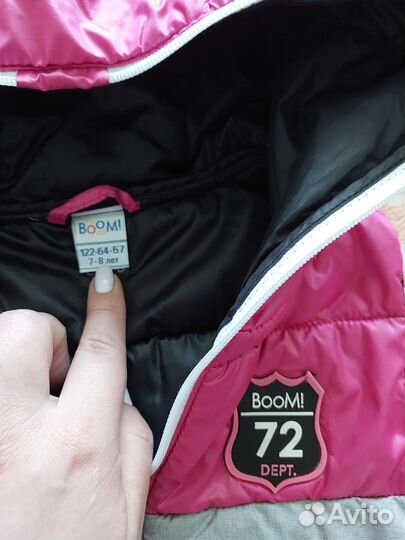 BOOM!
122-64-57
7-8 лет
BOOM!
72
DEPT.
Avito